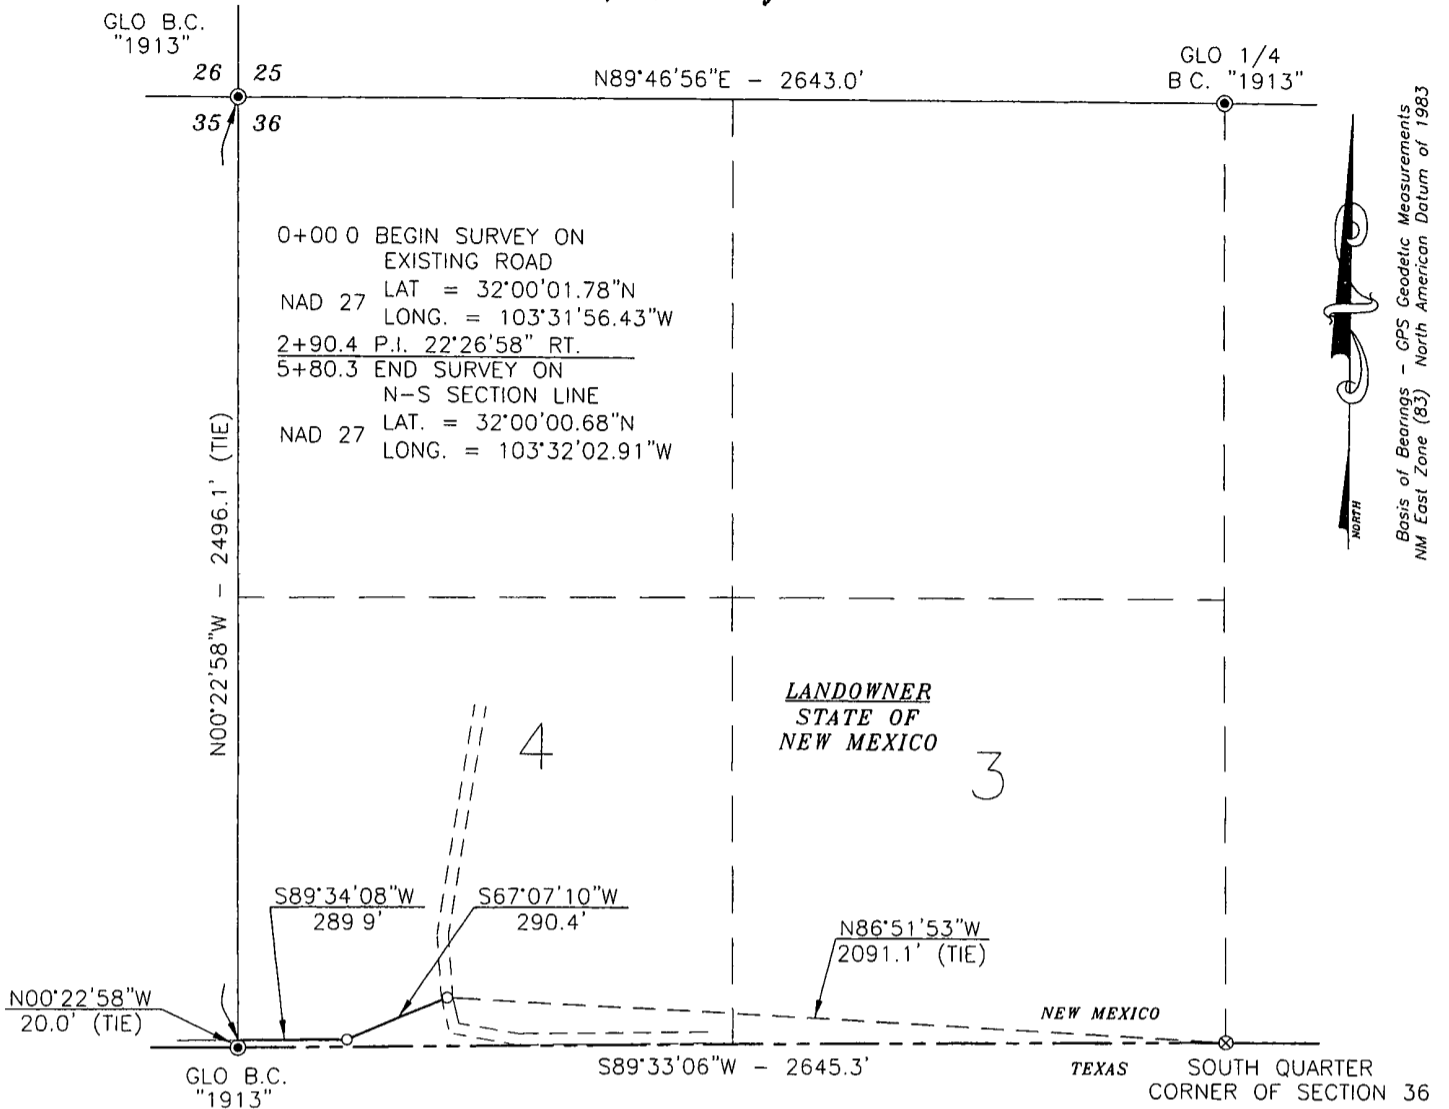 GLO B.C.
"1913"
26 25
35 36
N89°46'56"E - 2643.0'
GLO 1/4
B C. "1913"
0+00 0 BEGIN SURVEY ON
EXISTING ROAD
NAD 27
LAT = 32°00'01.78"N
LONG. = 103°31'56.43"W
2+90.4 P.I. 22°26'58" RT.
5+80.3 END SURVEY ON
N-S SECTION LINE
NAD 27
LAT. = 32°00'00.68"N
LONG. = 103°32'02.91"W
N00°22'58"W - 2496.1' (TIE)
NORTH
Basis of Bearings - GPS Geodetic Measurements
NM East Zone (83) North American Datum of 1983
LANDOWNER
STATE OF
NEW MEXICO
4
3
S89°34'08"W
289 9'
S67°07'10"W
290.4'
N86°51'53"W
2091.1' (TIE)
N00°22'58"W
20.0' (TIE)
NEW MEXICO
GLO B.C.
"1913"
S89°33'06"W - 2645.3'
TEXAS
SOUTH QUARTER
CORNER OF SECTION 36